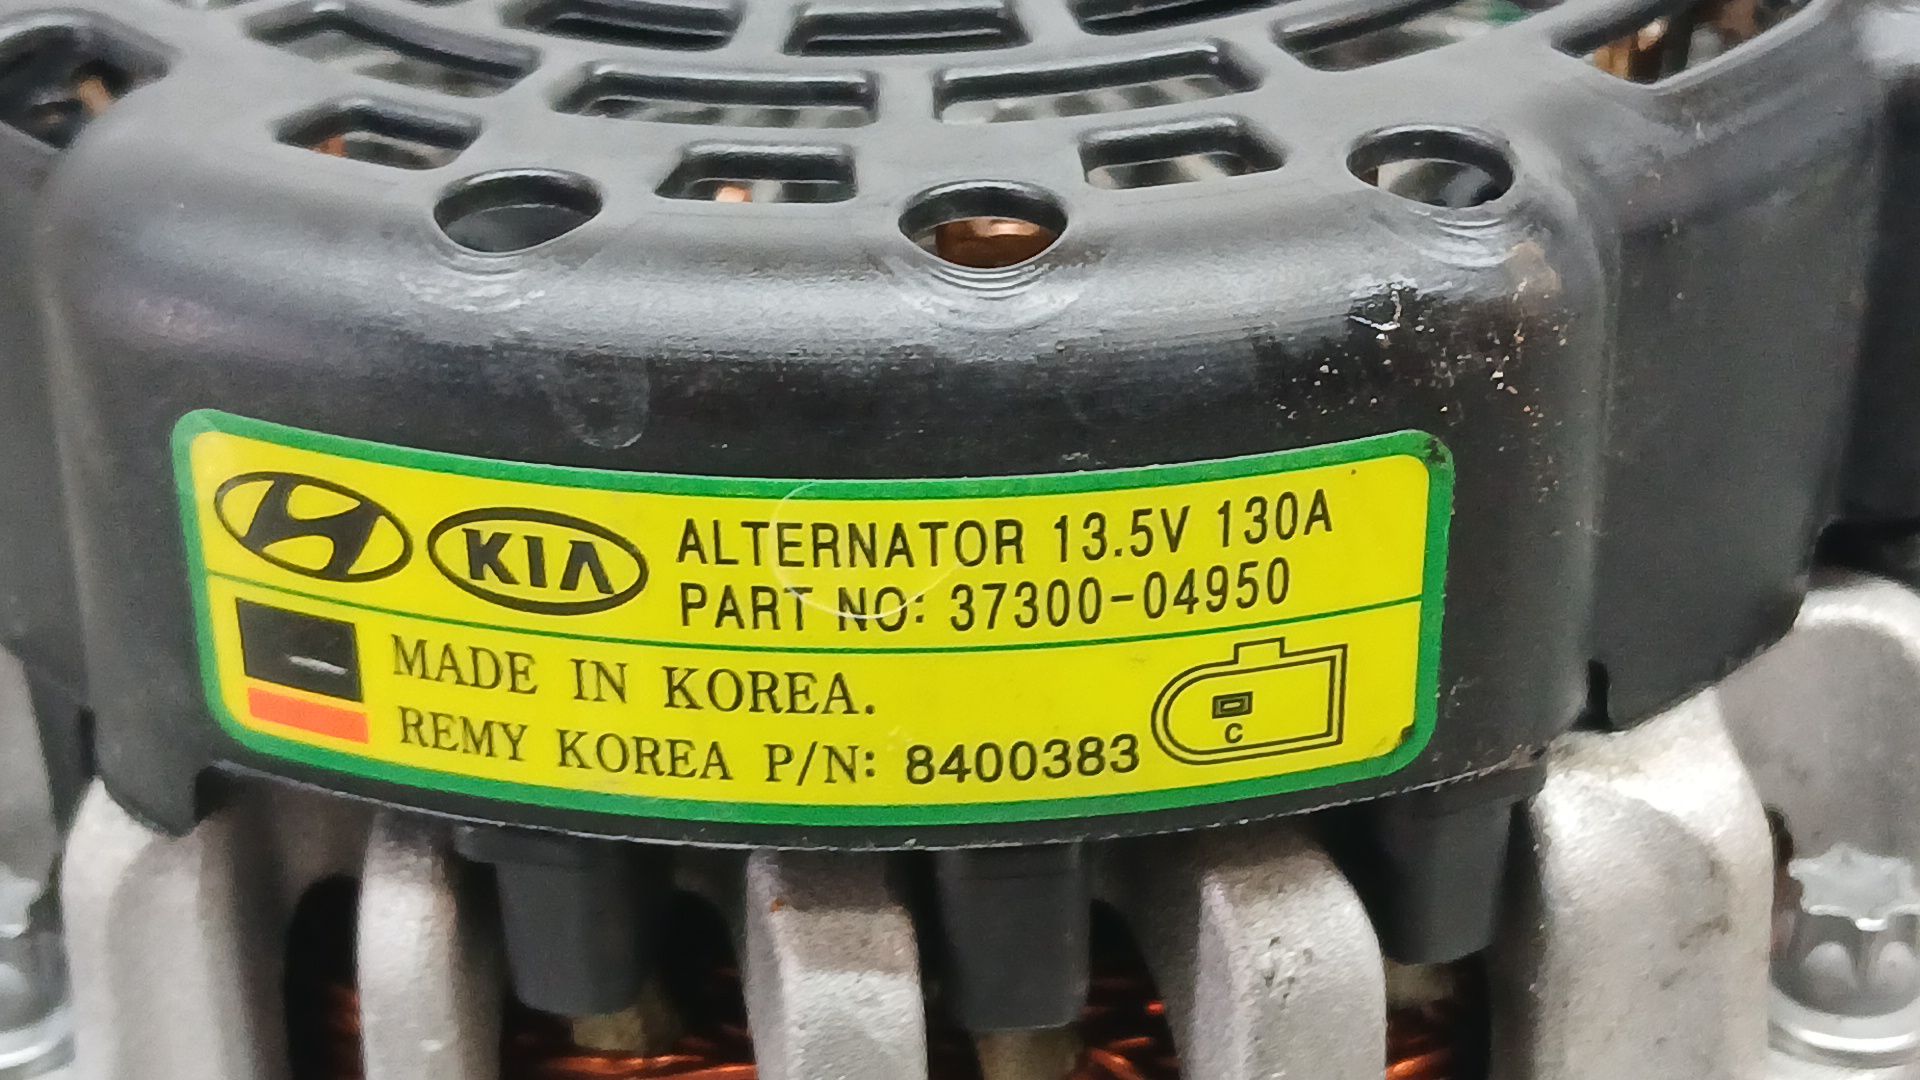 KIA
ALTERNATOR 13.5V 130A
PART NO: 37300-04950
MADE IN KOREA.
REMY KOREA P/N: 8400383
C